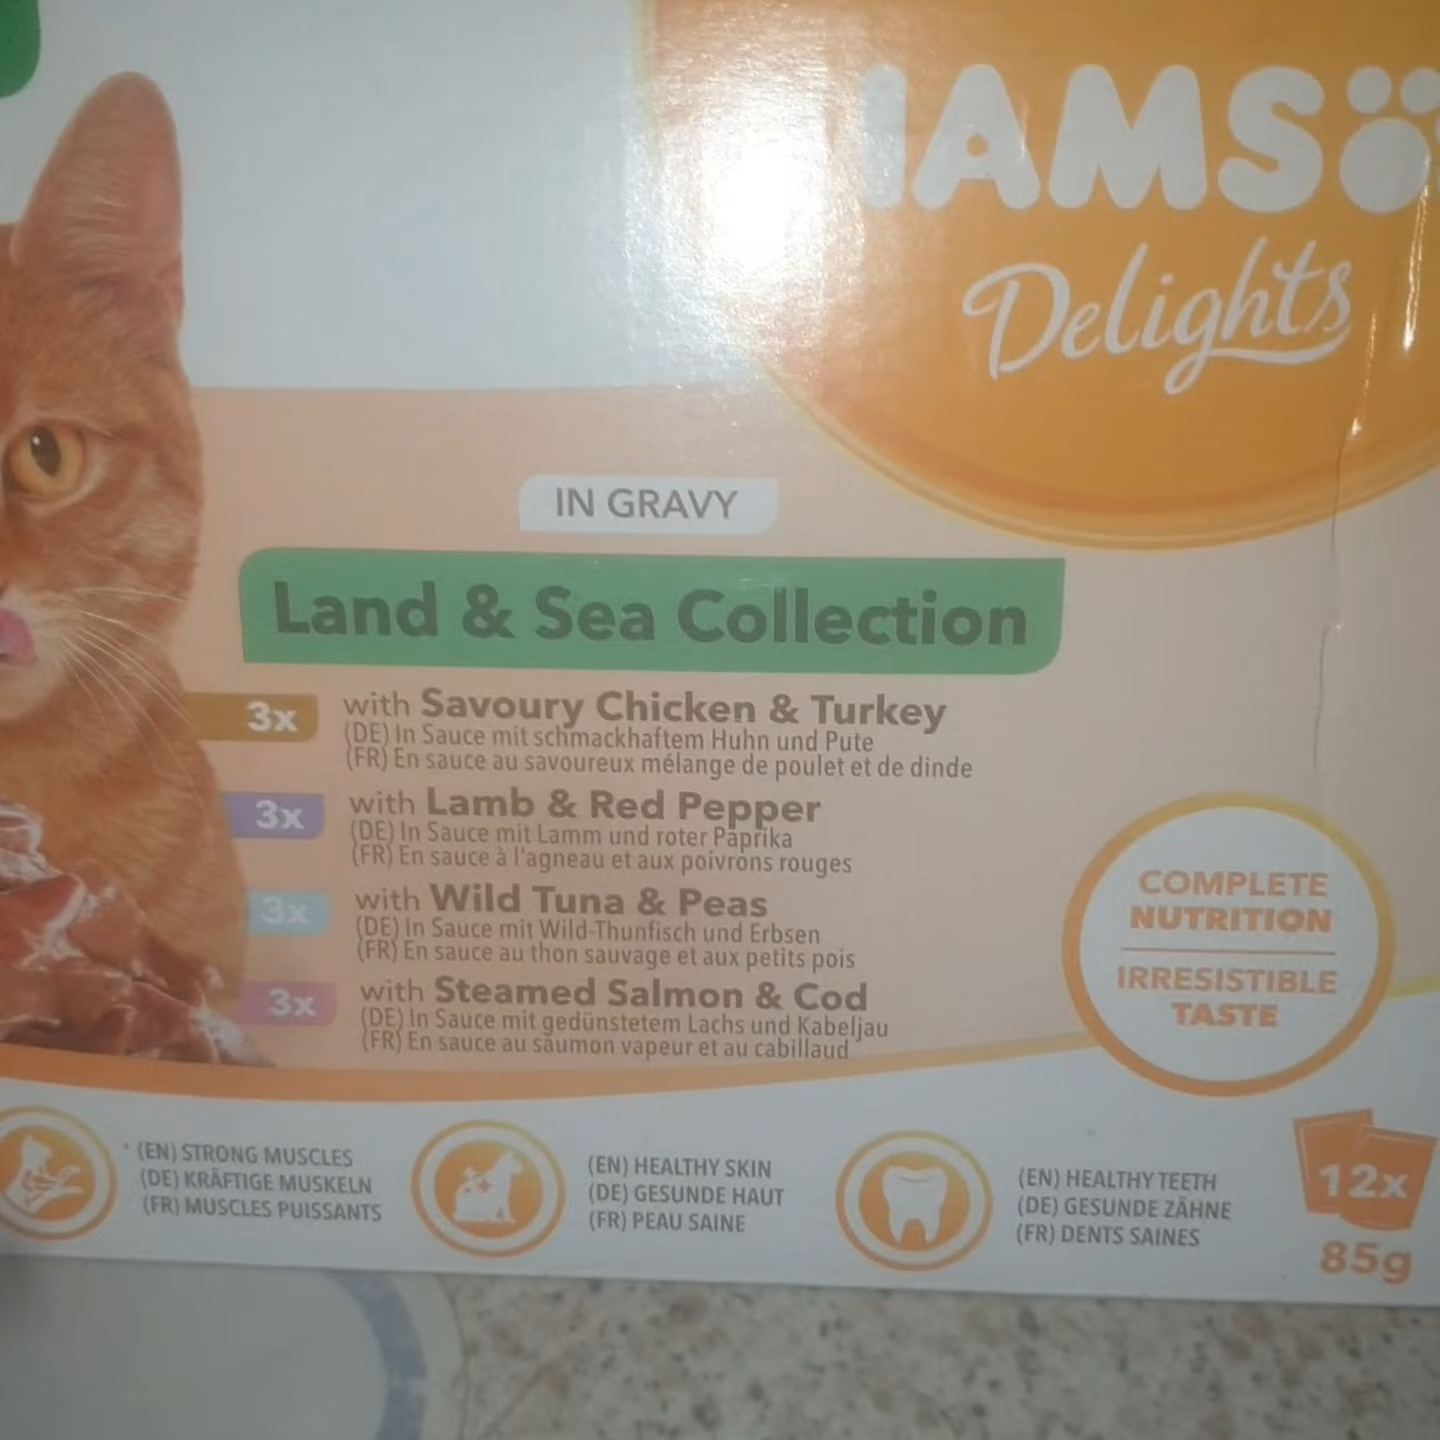 IAMS
Delights
IN GRAVY
Land & Sea Collection
3x with Savoury Chicken & Turkey
(DE) In Sauce mit schmackhaftem Huhn und Pute
(FR) En sauce au savoureux mélange de poulet et de dinde
3x with Lamb & Red Pepper
(DE) In Sauce mit Lamm und roter Paprika
(FR) En sauce à l'agneau et aux poivrons rouges
3x with Wild Tuna & Peas
(DE) In Sauce mit Wild-Thunfisch und Erbsen
(FR) En sauce au thon sauvage et aux petits pois
3x with Steamed Salmon & Cod
(DE) In Sauce mit gedünstetem Lachs und Kabeljau
(FR) En sauce au saumon vapeur et au cabillaud
COMPLETE
NUTRITION
IRRESISTIBLE
TASTE
* (EN) STRONG MUSCLES
(DE) KRÄFTIGE MUSKELN
(FR) MUSCLES PUISSANTS
(EN) HEALTHY SKIN
(DE) GESUNDE HAUT
(FR) PEAU SAINE
(EN) HEALTHY TEETH
(DE) GESUNDE ZÄHNE
(FR) DENTS SAINES
12x
85g